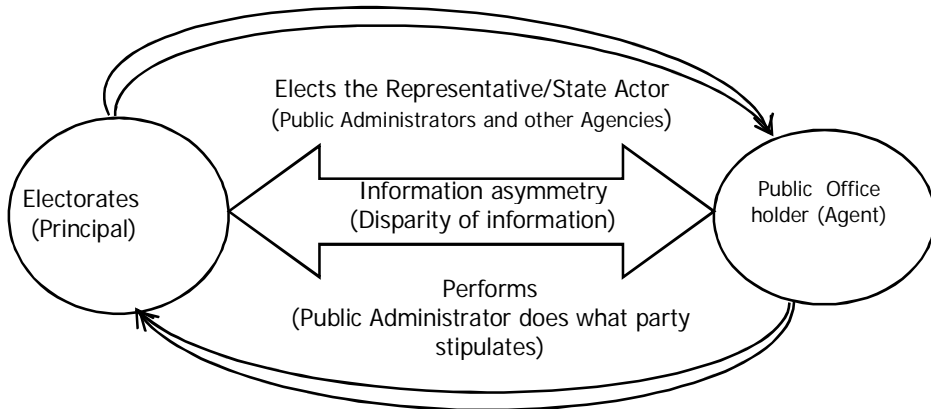 Elects the Representative/State Actor
(Public Administrators and other Agencies)
Electorates
(Principal)
Information asymmetry
(Disparity of information)
Public Office
holder (Agent)
Performs
(Public Administrator does what party
stipulates)